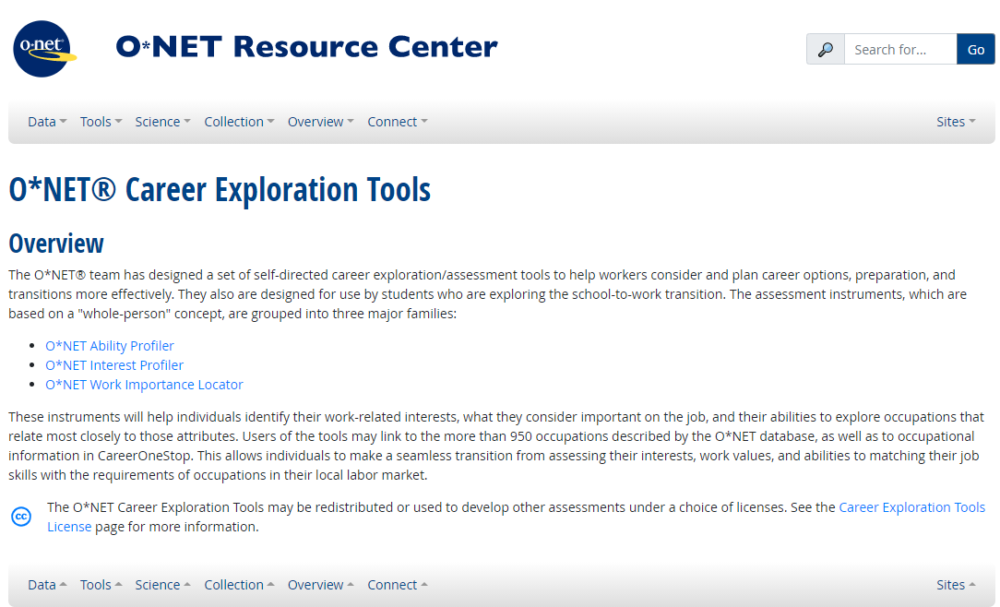 o·net® O*NET Resource Center
Search for... Go
Data Tools Science Collection Overview Connect Sites
O*NET® Career Exploration Tools
Overview
The O*NET® team has designed a set of self-directed career exploration/assessment tools to help workers consider and plan career options, preparation, and
transitions more effectively. They also are designed for use by students who are exploring the school-to-work transition. The assessment instruments, which are
based on a "whole-person" concept, are grouped into three major families:
• O*NET Ability Profiler
• O*NET Interest Profiler
• O*NET Work Importance Locator
These instruments will help individuals identify their work-related interests, what they consider important on the job, and their abilities to explore occupations that
relate most closely to those attributes. Users of the tools may link to the more than 950 occupations described by the O*NET database, as well as to occupational
information in CareerOneStop. This allows individuals to make a seamless transition from assessing their interests, work values, and abilities to matching their job
skills with the requirements of occupations in their local labor market.
cc The O*NET Career Exploration Tools may be redistributed or used to develop other assessments under a choice of licenses. See the Career Exploration Tools
License page for more information.
Data Tools Science Collection Overview Connect Sites